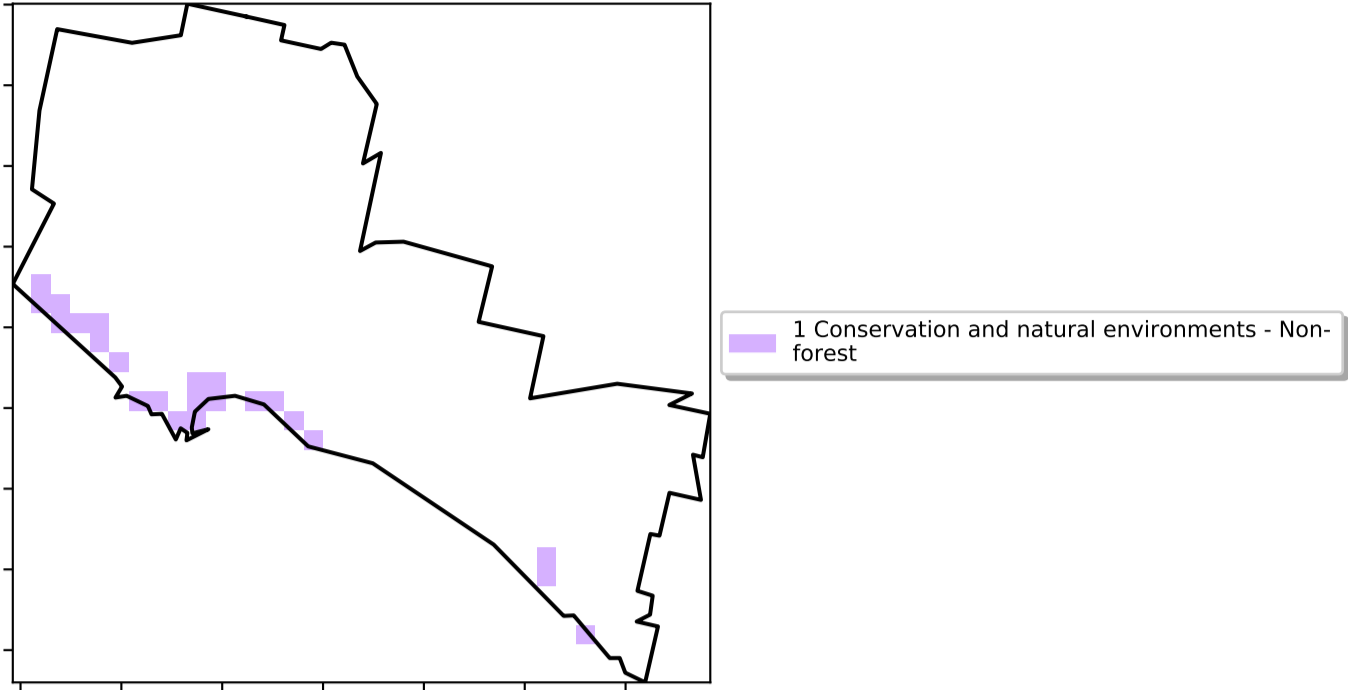 1 Conservation and natural environments - Non-
forest